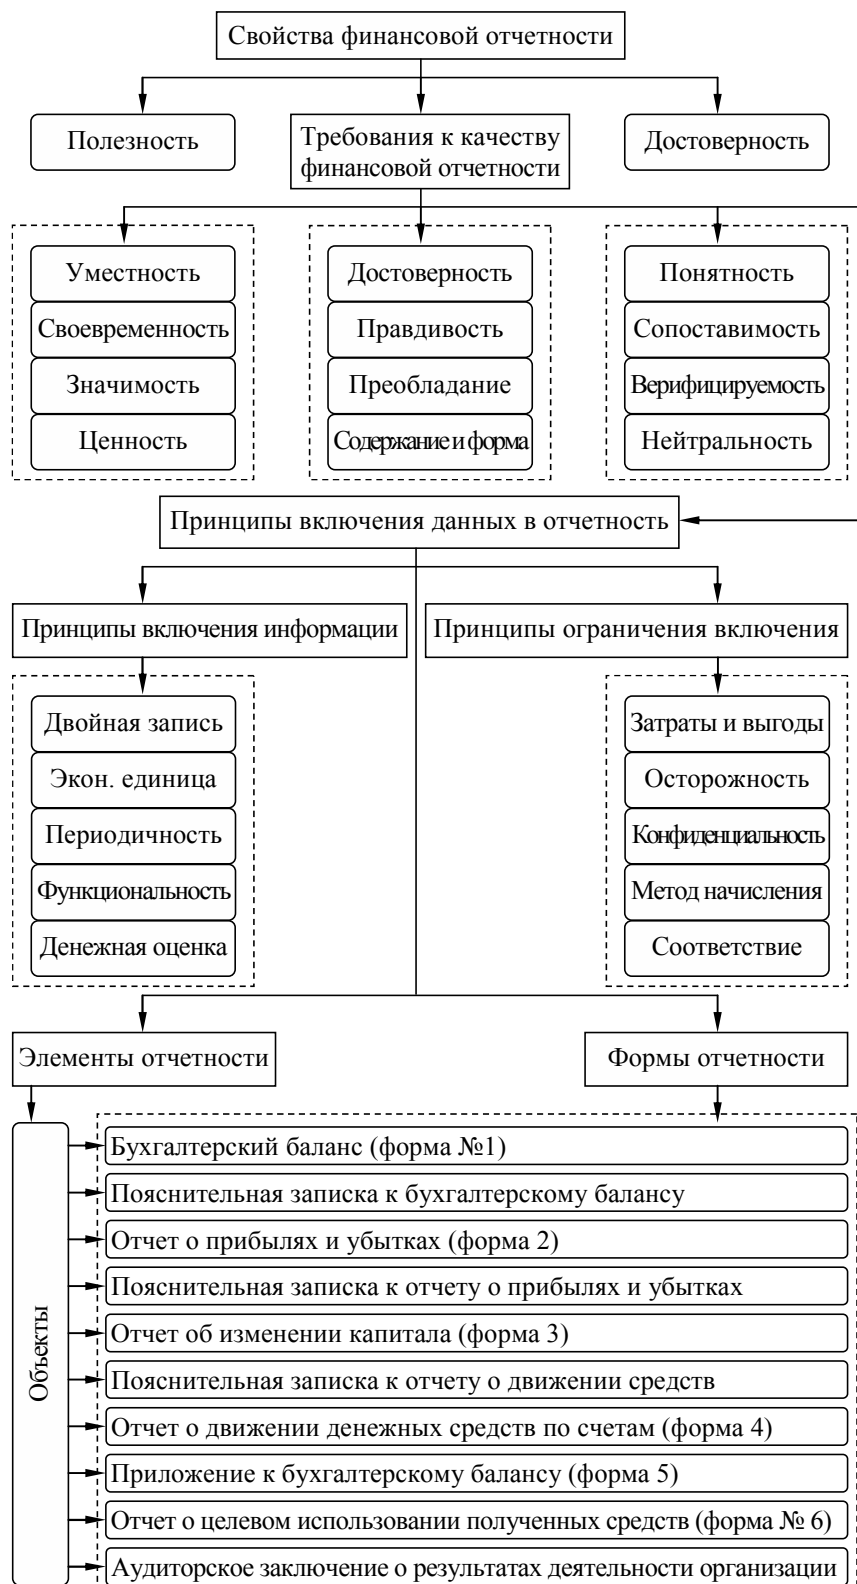 Свойства финансовой отчетности
Полезность
Требования к качеству
финансовой отчетности
Достоверность
Уместность
Своевременность
Значимость
Ценность
Достоверность
Правдивость
Преобладание
Содержание и форма
Понятность
Сопоставимость
Верифицируемость
Нейтральность
Принципы включения данных в отчетность
Принципы включения информации
Принципы ограничения включения
Двойная запись
Экон. единица
Периодичность
Функциональность
Денежная оценка
Затраты и выгоды
Осторожность
Конфиденциальность
Метод начисления
Соответствие
Элементы отчетности
Формы отчетности
Объекты
Бухгалтерский баланс (форма №1)
Пояснительная записка к бухгалтерскому балансу
Отчет о прибылях и убытках (форма 2)
Пояснительная записка к отчету о прибылях и убытках
Отчет об изменении капитала (форма 3)
Пояснительная записка к отчету о движении средств
Отчет о движении денежных средств по счетам (форма 4)
Приложение к бухгалтерскому балансу (форма 5)
Отчет о целевом использовании полученных средств (форма № 6)
Аудиторское заключение о результатах деятельности организации